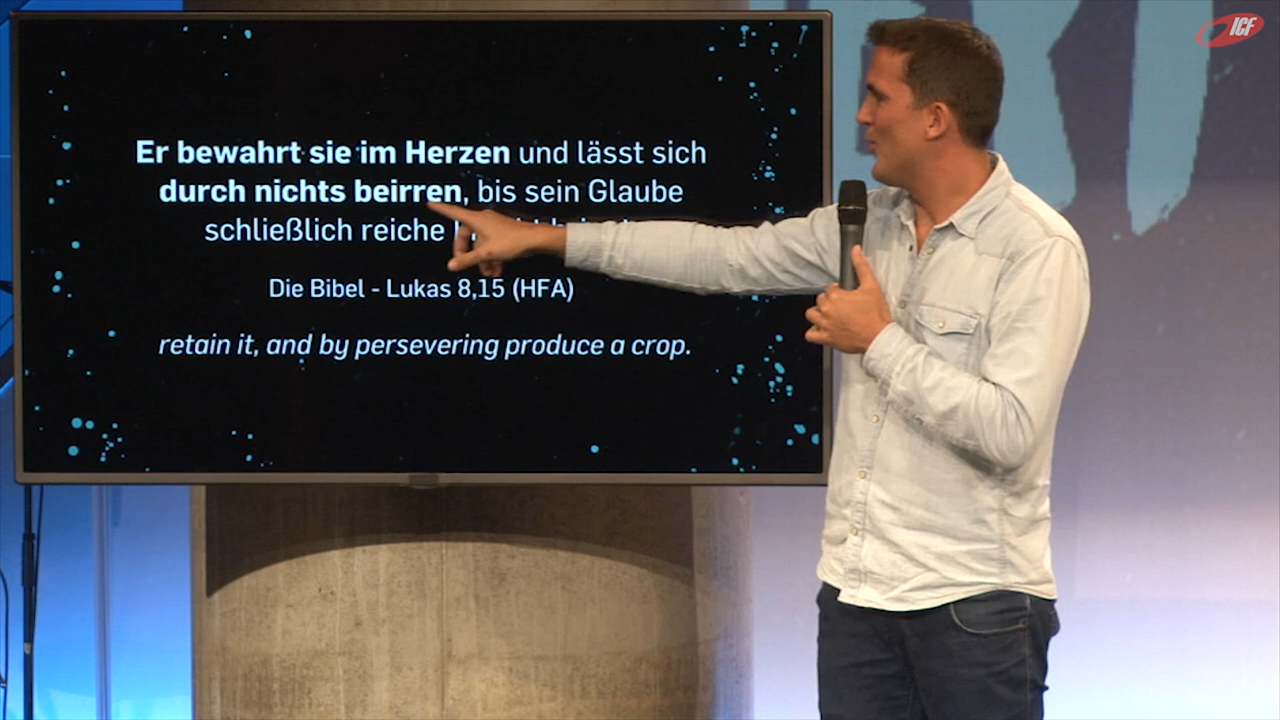 ICF
Er bewahrt sie im Herzen und lässt sich
durch nichts beirren, bis sein Glaube
schließlich reiche
Die Bibel - Lukas 8,15 (HFA)
retain it, and by persevering produce a crop.